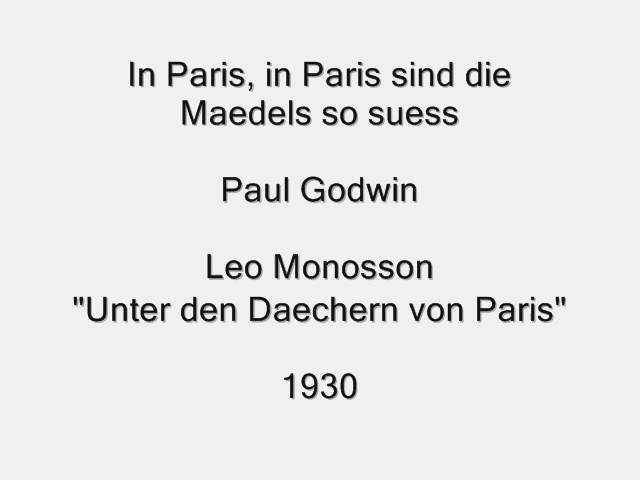 In Paris, in Paris sind die
Maedels so suess
Paul Godwin
Leo Monosson
"Unter den Daechern von Paris"
1930